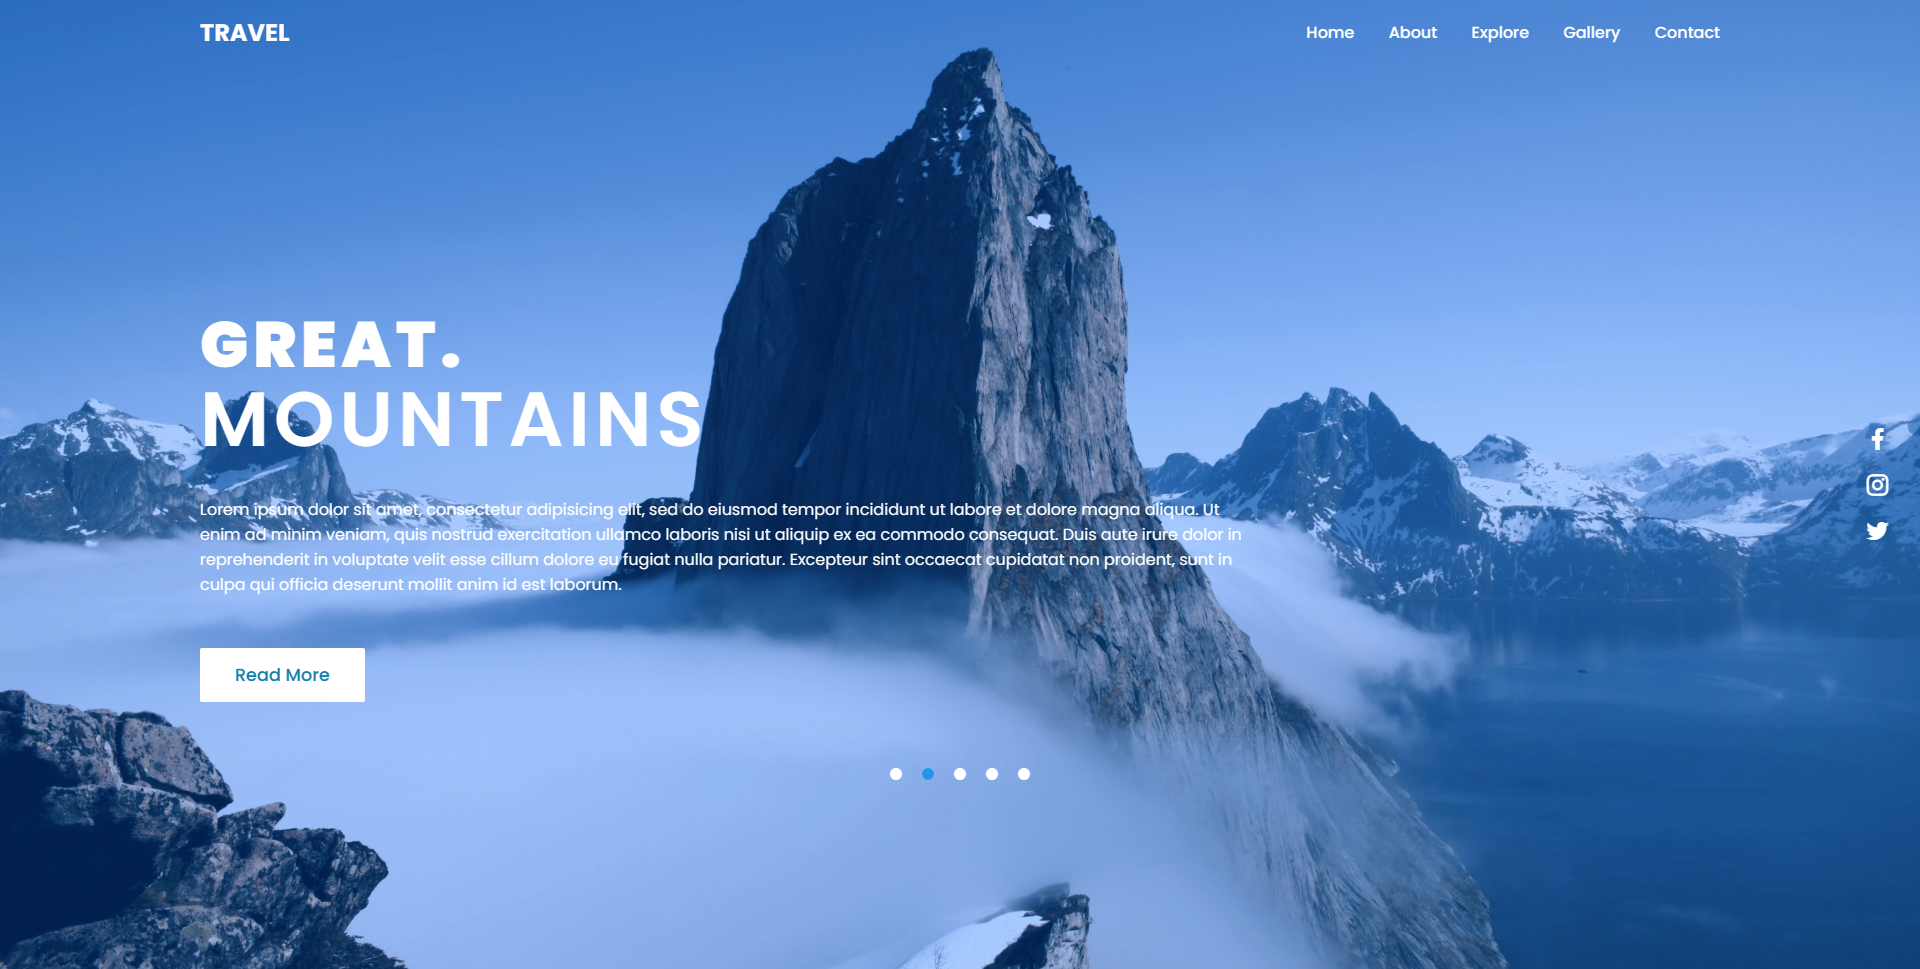 TRAVEL
Home About Explore Gallery Contact
GREAT.
MOUNTAINS
Lorem ipsum dolor sit amet, consectetur adipisicing elit, sed do eiusmod tempor incididunt ut labore et dolore magna aliqua. Ut
enim ad minim veniam, quis nostrud exercitation ullamco laboris nisi ut aliquip ex ea commodo consequat. Duis aute irure dolor in
reprehenderit in voluptate velit esse cillum dolore eu fugiat nulla pariatur. Excepteur sint occaecat cupidatat non proident, sunt in
culpa qui officia deserunt mollit anim id est laborum.
Read More